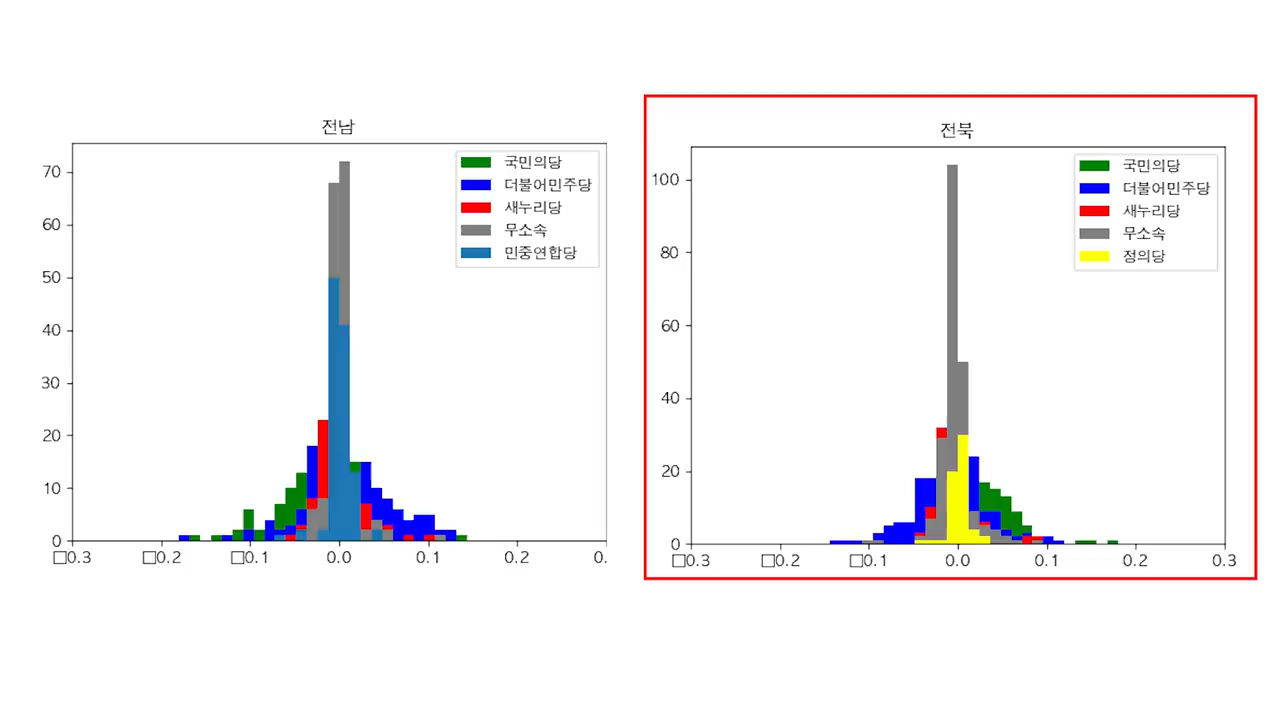 전남
70
60
50
40
30
20
10
0
□0.3 □0.2 □0.1 0.0 0.1 0.2 0.
국민의당
더불어민주당
새누리당
무소속
민중연합당
전북
100
80
60
40
20
0
□0.3 □0.2 □0.1 0.0 0.1 0.2 0.3
국민의당
더불어민주당
새누리당
무소속
정의당